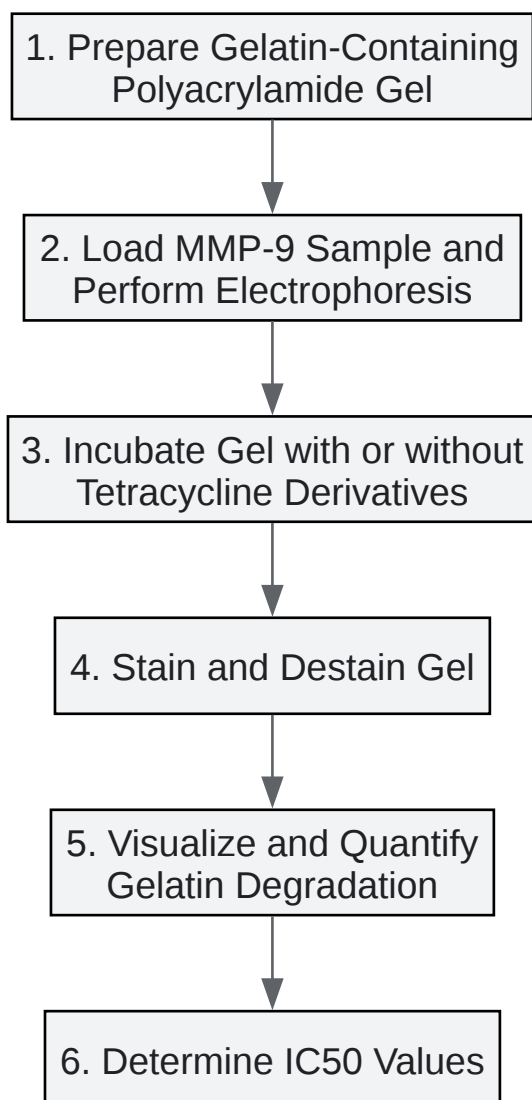 1. Prepare Gelatin-Containing
Polyacrylamide Gel
2. Load MMP-9 Sample and
Perform Electrophoresis
3. Incubate Gel with or without
Tetracycline Derivatives
4. Stain and Destain Gel
5. Visualize and Quantify
Gelatin Degradation
6. Determine IC50 Values